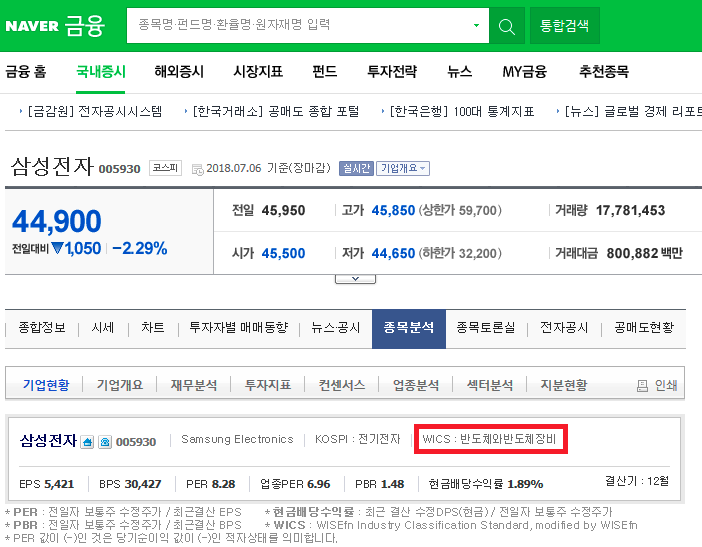 NAVER 금융 종목명·펀드명·환율명·원자재명 입력 통합검색
금융 홈 국내증시 해외증시 시장지표 펀드 투자전략 뉴스 MY금융 추천종목
[금감원] 전자공시시스템 [한국거래소] 공매도 종합 포털 [한국은행] 100대 통계지표 [뉴스] 글로벌 경제 리포트
삼성전자 005930 코스피 2018.07.06 기준(장마감) 실시간 기업개요
44,900
전일대비 ▼1,050 -2.29%
전일 45,950 고가 45,850 (상한가 59,700) 거래량 17,781,453
시가 45,500 저가 44,650 (하한가 32,200) 거래대금 800,882 백만
종합정보 시세 차트 투자자별 매매동향 뉴스·공시 종목분석 종목토론실 전자공시 공매도현황
기업현황 기업개요 재무분석 투자지표 컨센서스 업종분석 섹터분석 지분현황 인쇄
삼성전자 005930 Samsung Electronics KOSPI : 전기전자 WICS : 반도체와반도체장비
EPS 5,421 BPS 30,427 PER 8.28 업종PER 6.96 PBR 1.48 현금배당수익률 1.89% 결산기 : 12월
* PER : 전일자 보통주 수정주가 / 최근결산 EPS * 현금배당수익률 : 최근 결산 수정DPS(현금) / 전일자 보통주 수정주가
* PBR : 전일자 보통주 수정주가 / 최근결산 BPS * WICS : WISEfn Industry Classification Standard, modified by WISEfn
* PER 값이 (-)인 것은 당기순이익 값이 (-)인 적자상태를 의미합니다.